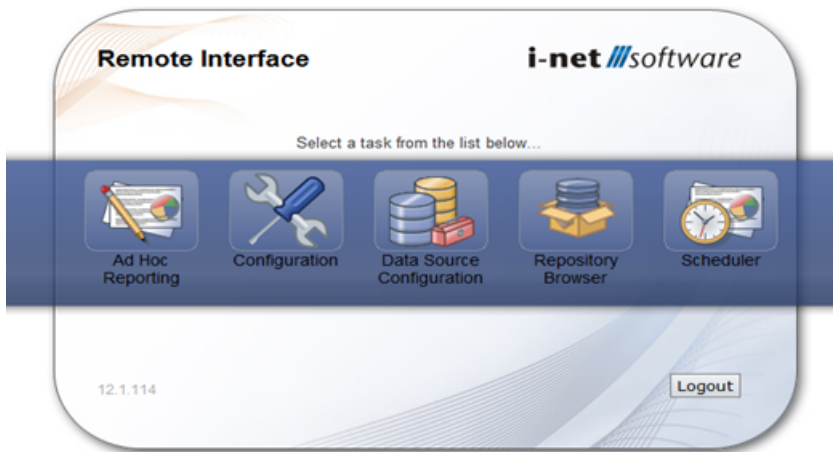 Remote Interface
i-net software
Select a task from the list below...
Ad Hoc
Reporting
Configuration
Data Source
Configuration
Repository
Browser
Scheduler
12.1.114
Logout